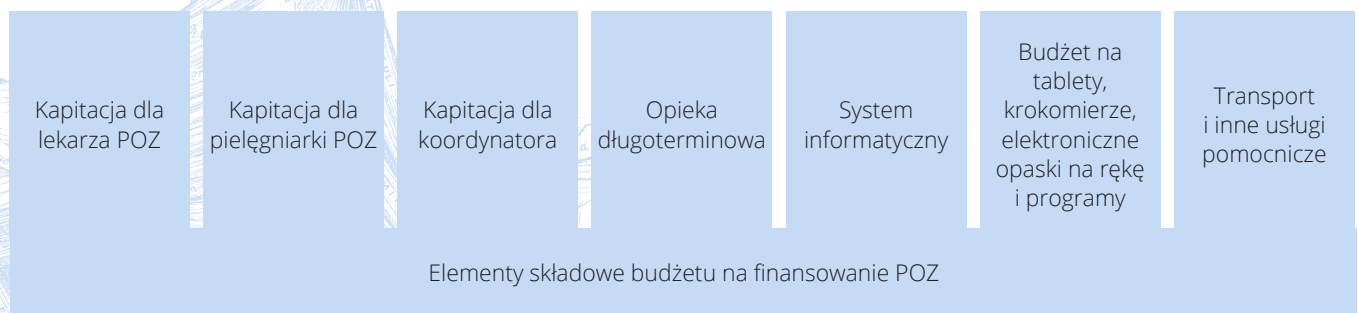 Kapitacja dla
lekarza POZ
Kapitacja dla
pielęgniarki POZ
Kapitacja dla
koordynatora
Opieka
długoterminowa
System
informatyczny
Budżet na
tablety,
krokomierze,
elektroniczne
opaski na rękę
i programy
Transport
i inne usługi
pomocnicze
Elementy składowe budżetu na finansowanie POZ